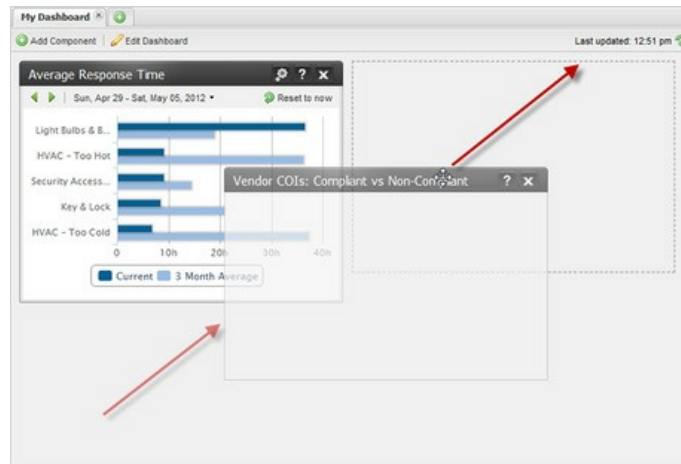 My Dashboard
Add Component | Edit Dashboard
Last updated: 12:51 pm
Average Response Time ? x
Sun, Apr 29 - Sat, May 05, 2012
Reset to now
Light Bulbs & B...
HVAC - Too Hot
Security Access...
Key & Lock
HVAC - Too Cold
0 10h 20h 30h 40h
Current 3 Month Average
Vendor COIs: Complant vs Non-Compliant ? x